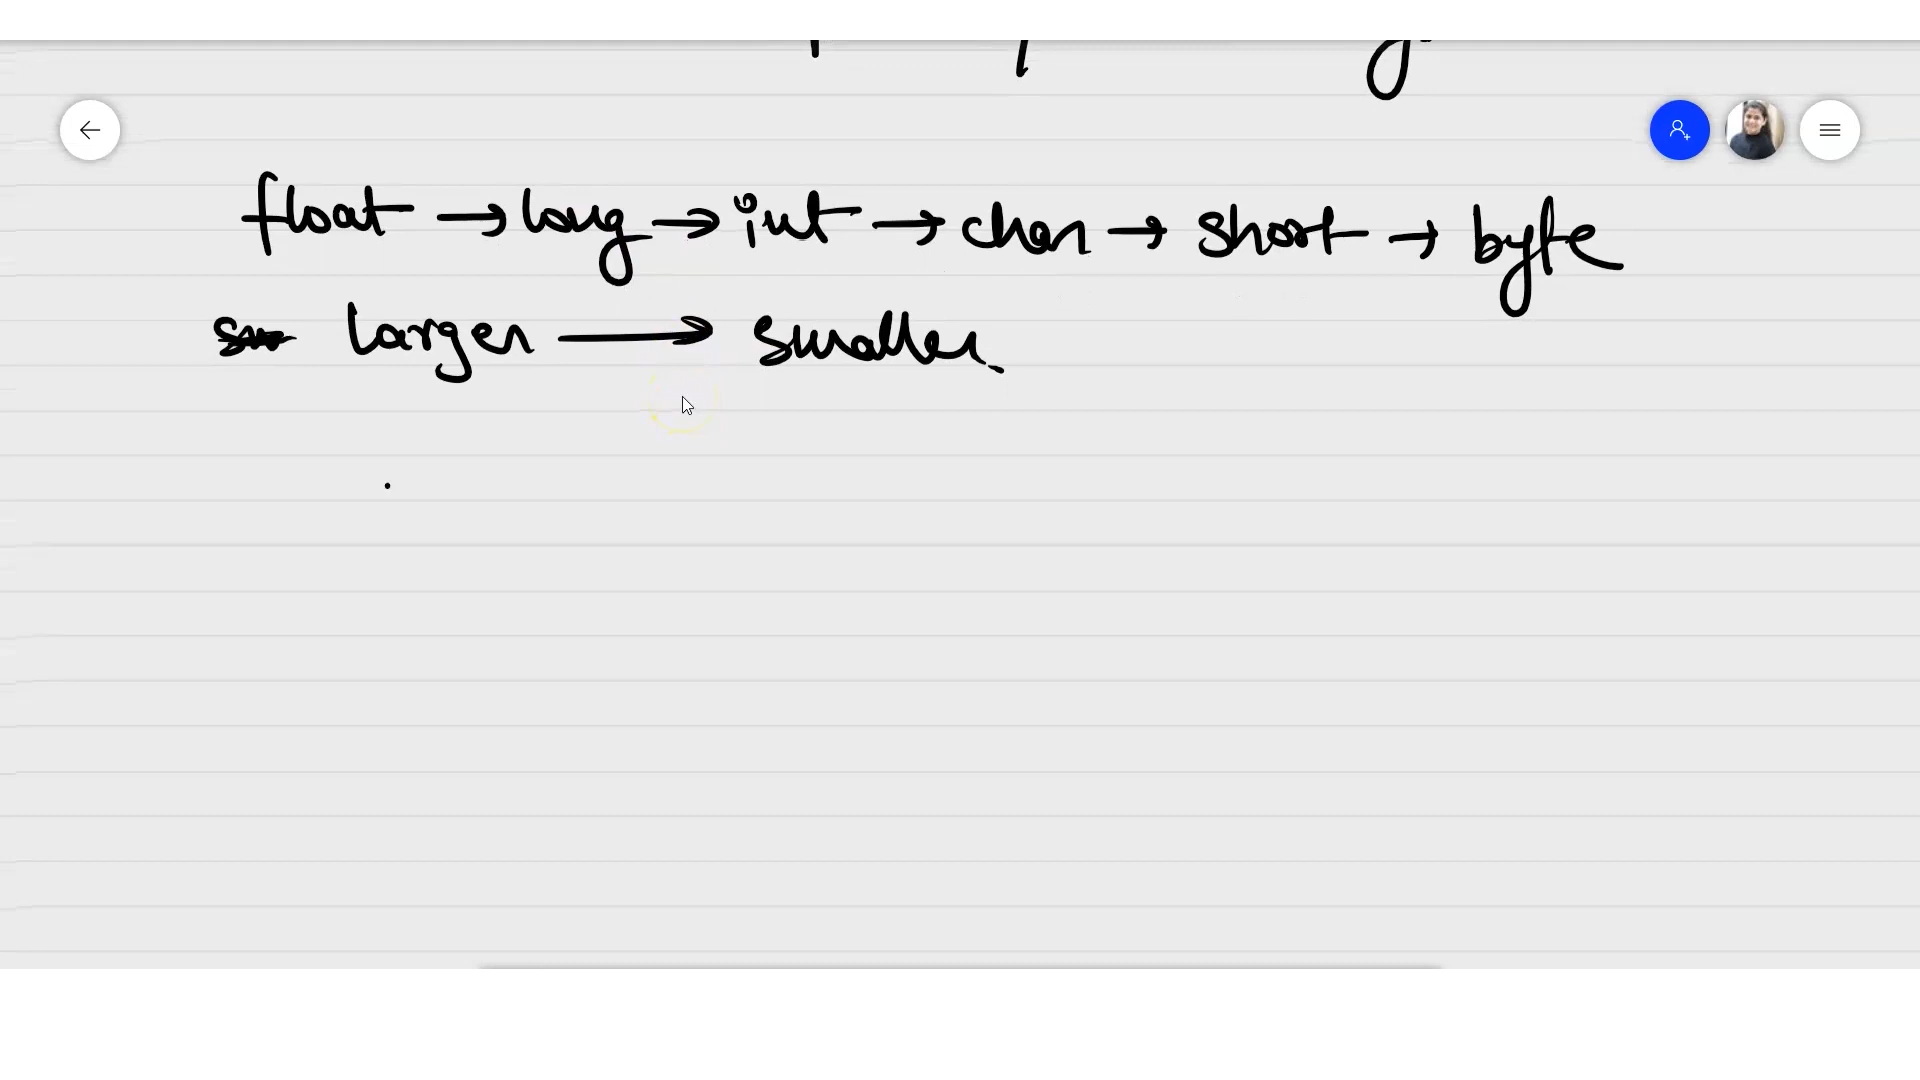 float → long → int → char → short → byte
larger → smaller